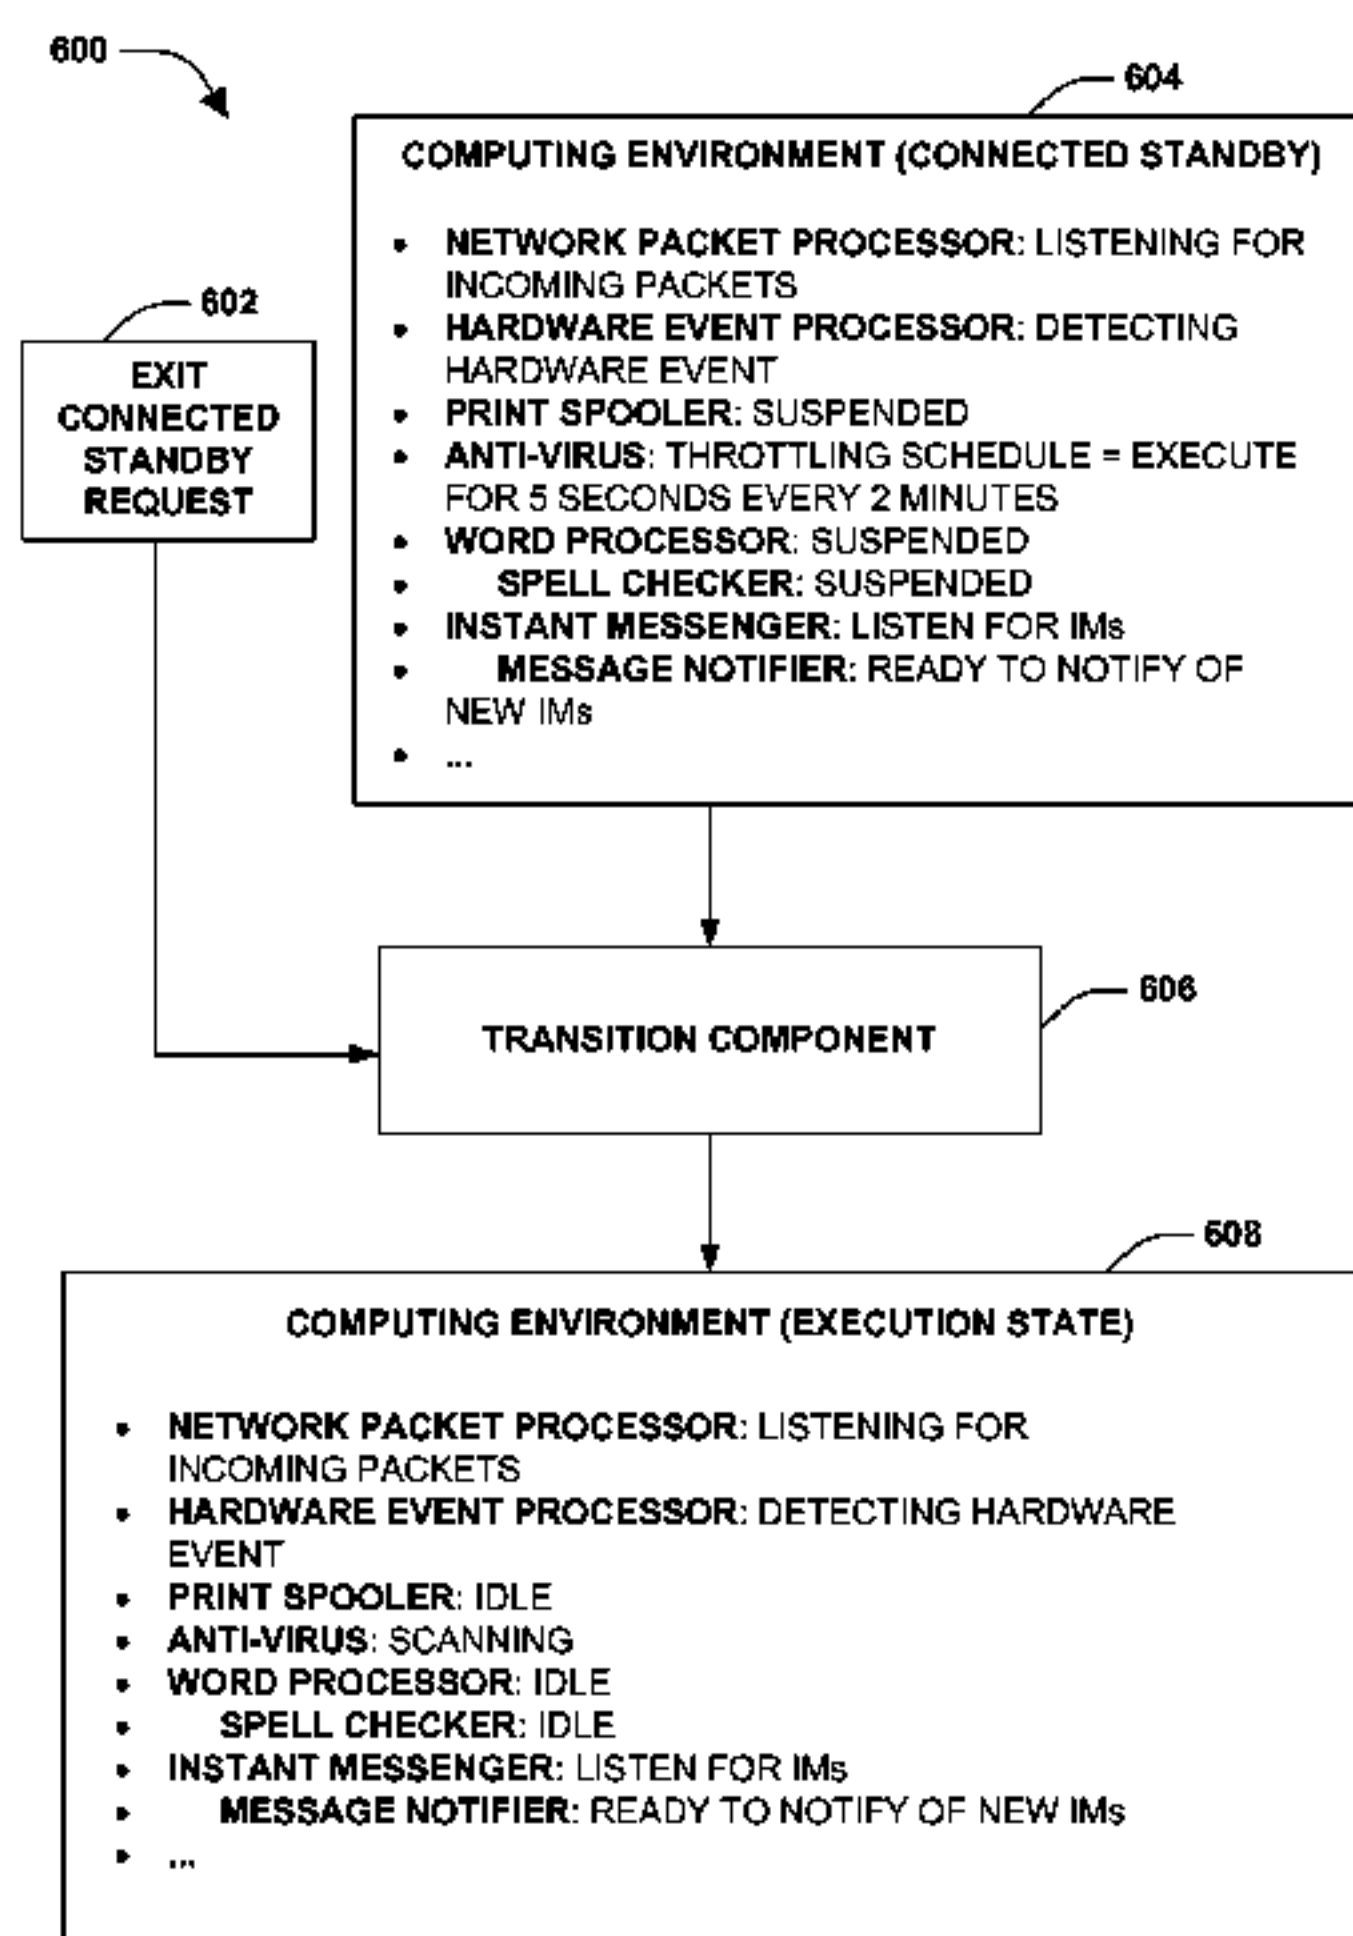 600
604
COMPUTING ENVIRONMENT (CONNECTED STANDBY)
• NETWORK PACKET PROCESSOR: LISTENING FOR
INCOMING PACKETS
• HARDWARE EVENT PROCESSOR: DETECTING
HARDWARE EVENT
• PRINT SPOOLER: SUSPENDED
• ANTI-VIRUS: THROTTLING SCHEDULE = EXECUTE
FOR 5 SECONDS EVERY 2 MINUTES
• WORD PROCESSOR: SUSPENDED
• SPELL CHECKER: SUSPENDED
• INSTANT MESSENGER: LISTEN FOR IMs
• MESSAGE NOTIFIER: READY TO NOTIFY OF
NEW IMs
• ...
602
EXIT
CONNECTED
STANDBY
REQUEST
606
TRANSITION COMPONENT
608
COMPUTING ENVIRONMENT (EXECUTION STATE)
• NETWORK PACKET PROCESSOR: LISTENING FOR
INCOMING PACKETS
• HARDWARE EVENT PROCESSOR: DETECTING HARDWARE
EVENT
• PRINT SPOOLER: IDLE
• ANTI-VIRUS: SCANNING
• WORD PROCESSOR: IDLE
• SPELL CHECKER: IDLE
• INSTANT MESSENGER: LISTEN FOR IMs
• MESSAGE NOTIFIER: READY TO NOTIFY OF NEW IMs
• ...